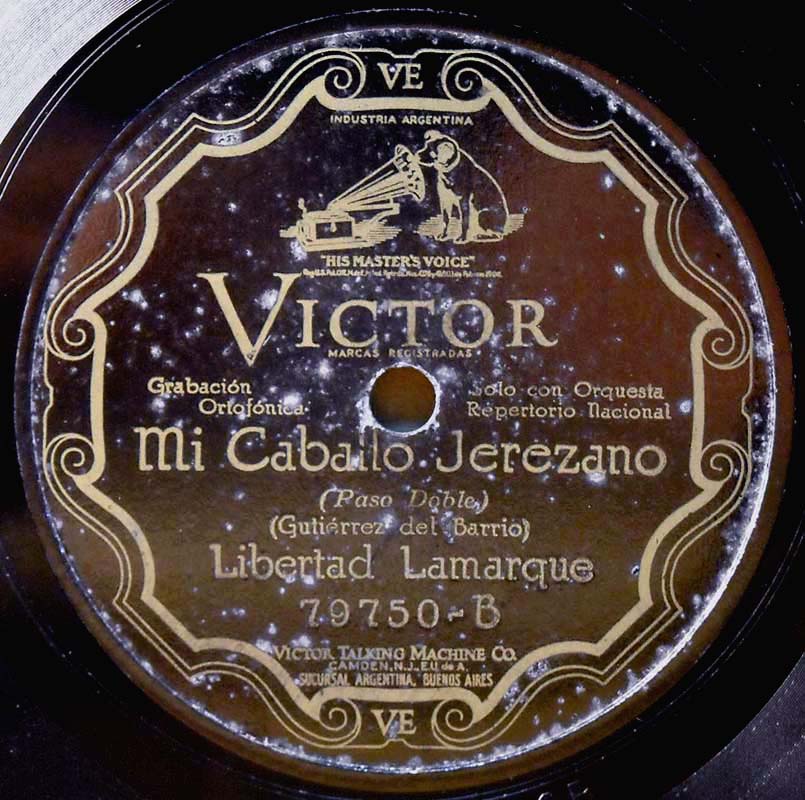 VE
INDUSTRIA ARGENTINA
"HIS MASTER'S VOICE"
VICTOR
MARCAS REGISTRADAS
Grabación
Ortofónica
Solo con Orquesta
Repertorio Nacional
Mi Caballo Jerezano
(Paso Doble)
(Gutiérrez del Barrio)
Libertad Lamarque
79750-B
VICTOR TALKING MACHINE CO.
CAMDEN, N.J., E.U. de A.
SUCURSAL ARGENTINA, BUENOS AIRES
VE